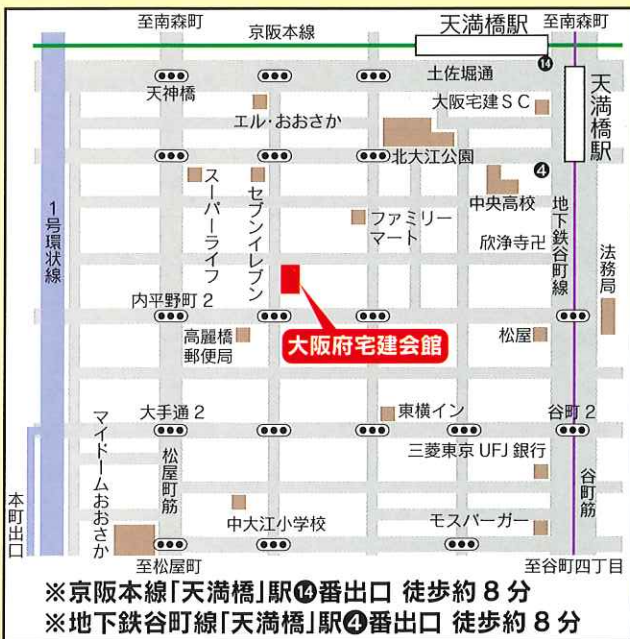 至南森町
京阪本線
天満橋駅
至南森町
天神橋
土佐堀通
⓮
エル・おおさか
大阪宅建SC
天満橋駅
北大江公園
❹
スーパーライフ
セブンイレブン
ファミリーマート
中央高校
欣浄寺卍
地下鉄谷町線
法務局
1号環状線
内平野町2
高麗橋郵便局
大阪府宅建会館
松屋
大手通2
東横イン
谷町2
三菱東京UFJ銀行
マイドームおおさか
松屋町筋
中大江小学校
モスバーガー
谷町筋
本町出口
至松屋町
至谷町四丁目
※京阪本線「天満橋」駅⓮番出口 徒歩約8分
※地下鉄谷町線「天満橋」駅❹番出口 徒歩約8分